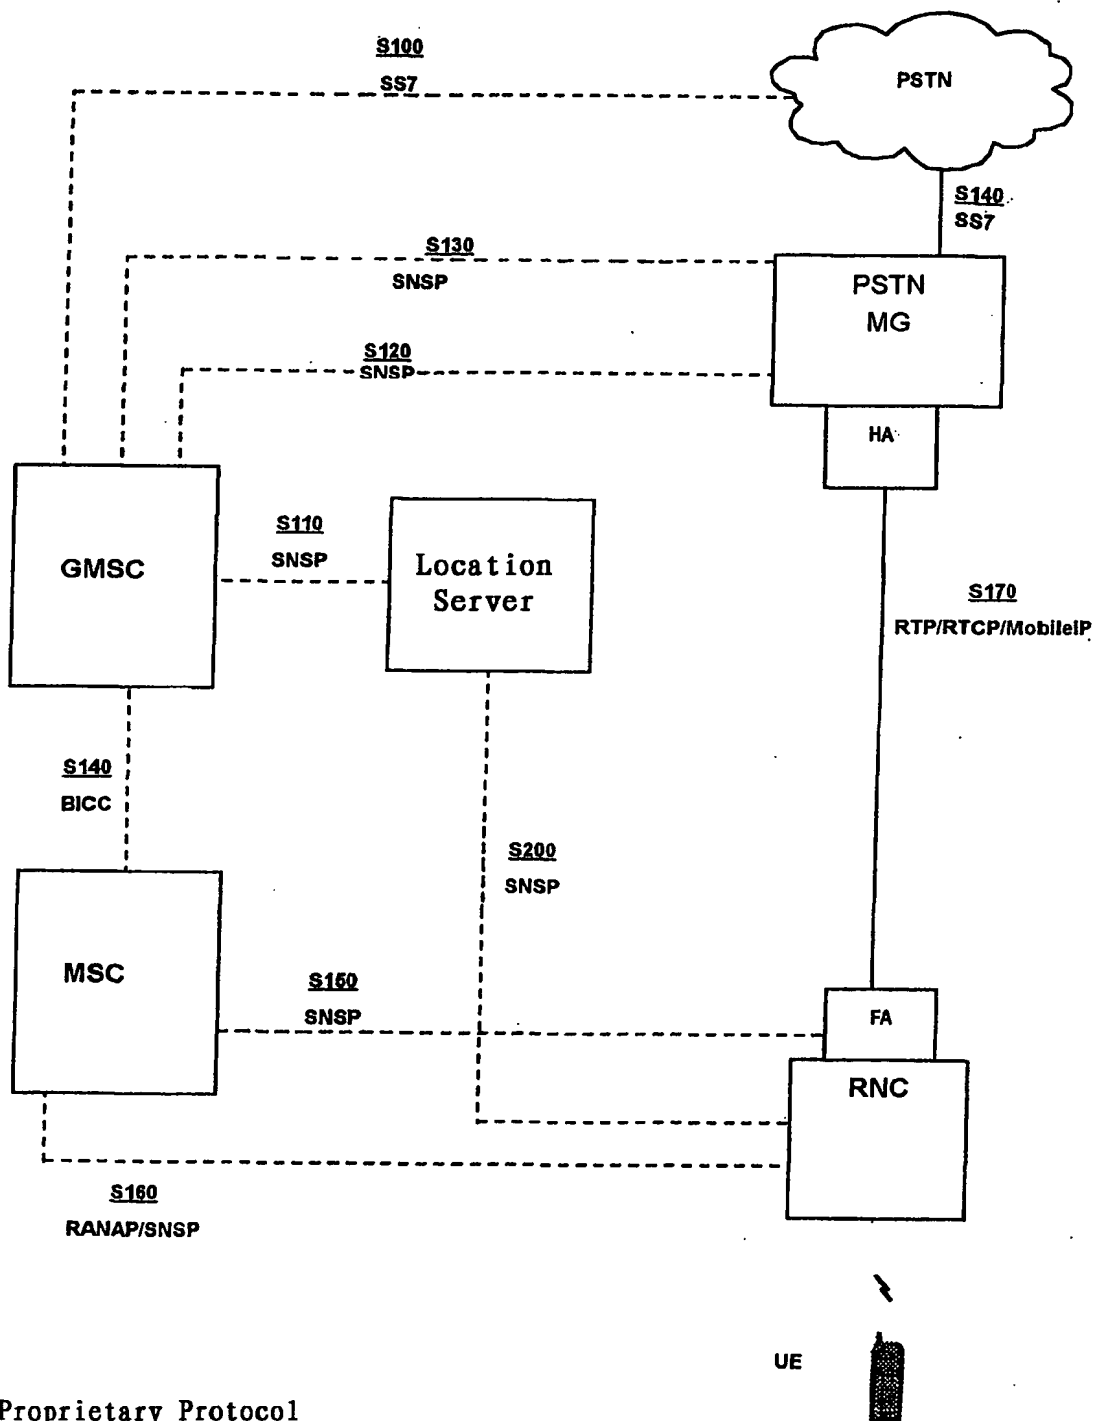 S100
SS7
PSTN
S140
SS7
S130
SNSP
PSTN
MG
S120
SNSP
HA
S110
SNSP
GMSC
Location
Server
S170
RTP/RTCP/MobileIP
S140
BICC
S200
SNSP
MSC
S150
SNSP
FA
RNC
S160
RANAP/SNSP
UE
Proprietary Protocol